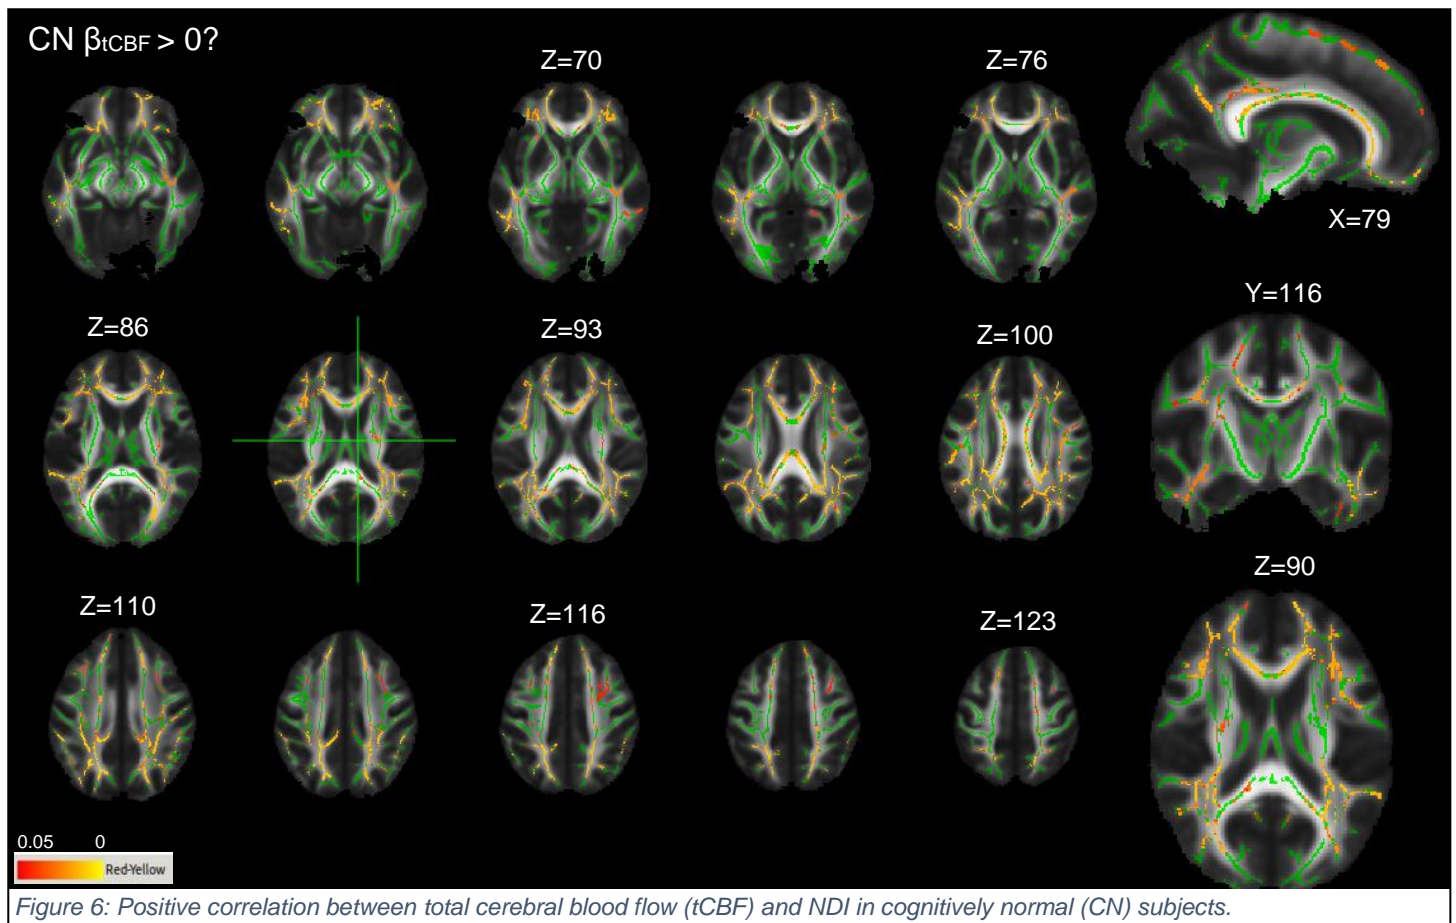 CN βtCBF > 0?
Z=70
Z=76
X=79
Z=86
Z=93
Z=100
Y=116
Z=110
Z=116
Z=123
Z=90
0.05 0
Red-Yellow
Figure 6: Positive correlation between total cerebral blood flow (tCBF) and NDI in cognitively normal (CN) subjects.